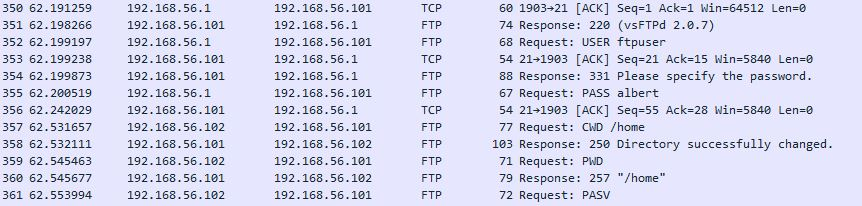 350 62.191259 192.168.56.1 192.168.56.101 TCP 60 1903→21 [ACK] Seq=1 Ack=1 Win=64512 Len=0
351 62.198266 192.168.56.101 192.168.56.1 FTP 74 Response: 220 (vsFTPd 2.0.7)
352 62.199197 192.168.56.1 192.168.56.101 FTP 68 Request: USER ftpuser
353 62.199238 192.168.56.101 192.168.56.1 TCP 54 21→1903 [ACK] Seq=21 Ack=15 Win=5840 Len=0
354 62.199873 192.168.56.101 192.168.56.1 FTP 88 Response: 331 Please specify the password.
355 62.200519 192.168.56.1 192.168.56.101 FTP 67 Request: PASS albert
356 62.242029 192.168.56.101 192.168.56.1 TCP 54 21→1903 [ACK] Seq=55 Ack=28 Win=5840 Len=0
357 62.531657 192.168.56.102 192.168.56.101 FTP 77 Request: CWD /home
358 62.532111 192.168.56.101 192.168.56.102 FTP 103 Response: 250 Directory successfully changed.
359 62.545463 192.168.56.102 192.168.56.101 FTP 71 Request: PWD
360 62.545677 192.168.56.101 192.168.56.102 FTP 79 Response: 257 "/home"
361 62.553994 192.168.56.102 192.168.56.101 FTP 72 Request: PASV